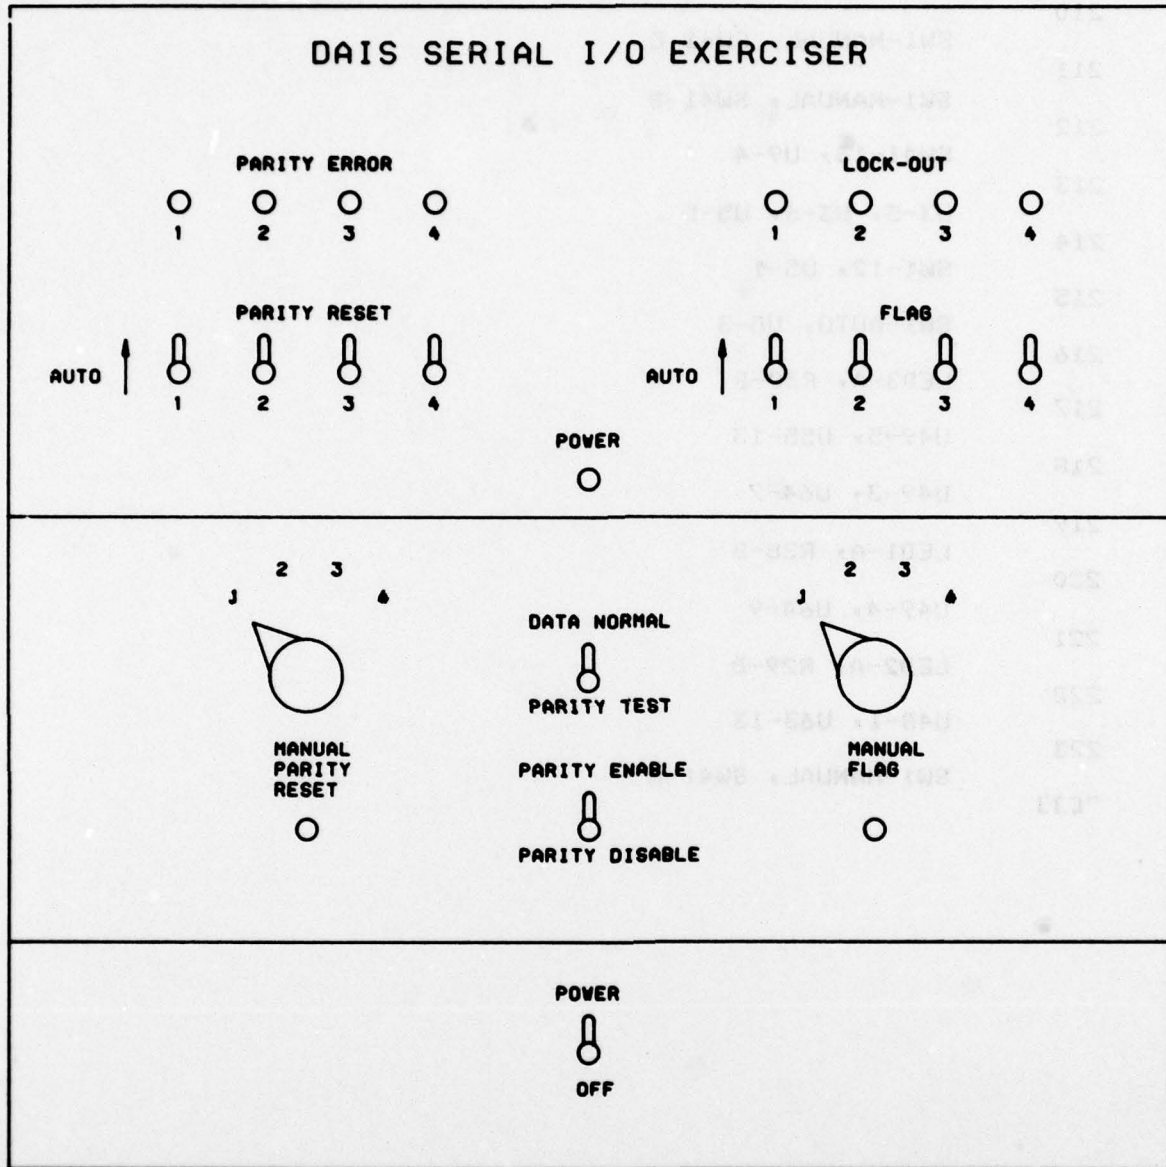 DAIS SERIAL I/O EXERCISER
PARITY ERROR
LOCK-OUT
1 2 3 4
1 2 3 4
PARITY RESET
FLAG
AUTO
AUTO
1 2 3 4
1 2 3 4
POWER
1 2 3 4
1 2 3 4
DATA NORMAL
PARITY TEST
MANUAL
PARITY
RESET
PARITY ENABLE
PARITY DISABLE
MANUAL
FLAG
POWER
OFF